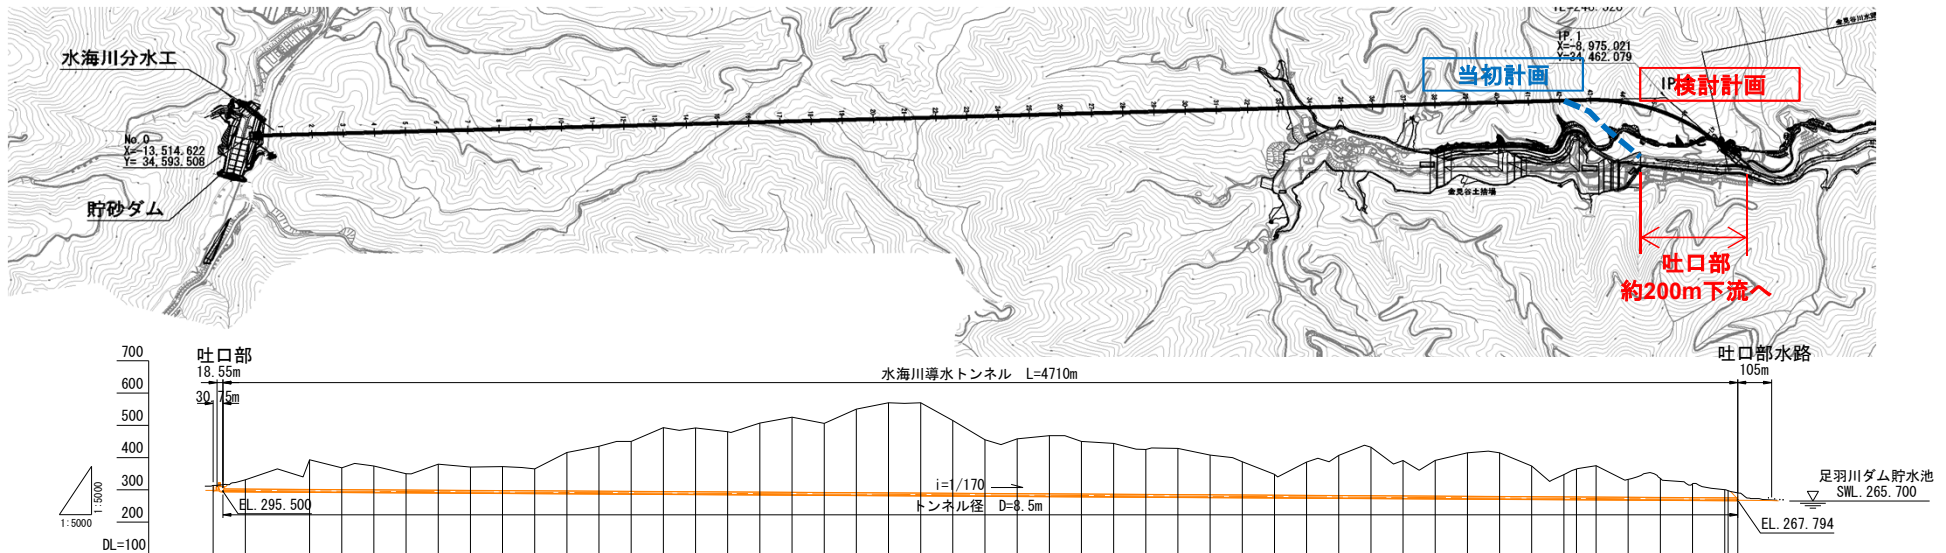 水海川分水工
No.0
X=-13,514.622
Y= 34,593.508
貯砂ダム
IP.1
X=-8,975.021
Y=34,462.079
当初計画
検討計画
金見谷土捨場
吐口部
約200m下流へ
吐口部
18.55m
30.75m
水海川導水トンネル L=4710m
吐口部水路
105m
700
600
500
400
300
200
DL=100
1:5000
1:5000
EL.295.500
i=1/170
トンネル径 D=8.5m
足羽川ダム貯水池
SWL.265.700
EL.267.794